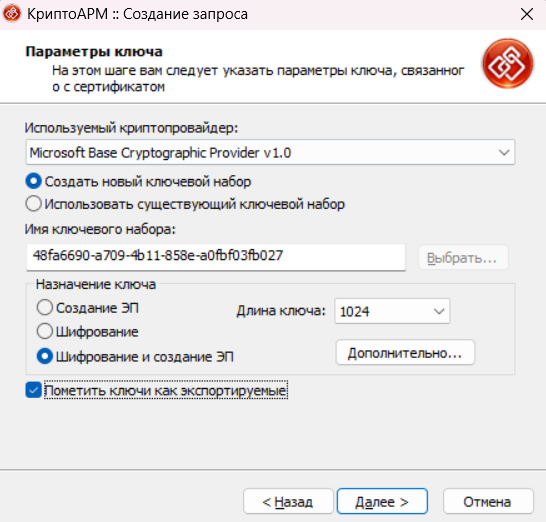 КриптоАРМ :: Создание запроса
Параметры ключа
На этом шаге вам следует указать параметры ключа, связанног
о с сертификатом
Используемый криптопровайдер:
Microsoft Base Cryptographic Provider v1.0
Создать новый ключевой набор
Использовать существующий ключевой набор
Имя ключевого набора:
48fa6690-a709-4b11-858e-a0fbf03fb027
Выбрать...
Назначение ключа
Создание ЭП
Длина ключа:
1024
Шифрование
Шифрование и создание ЭП
Дополнительно...
Пометить ключи как экспортируемые
< Назад
Далее >
Отмена